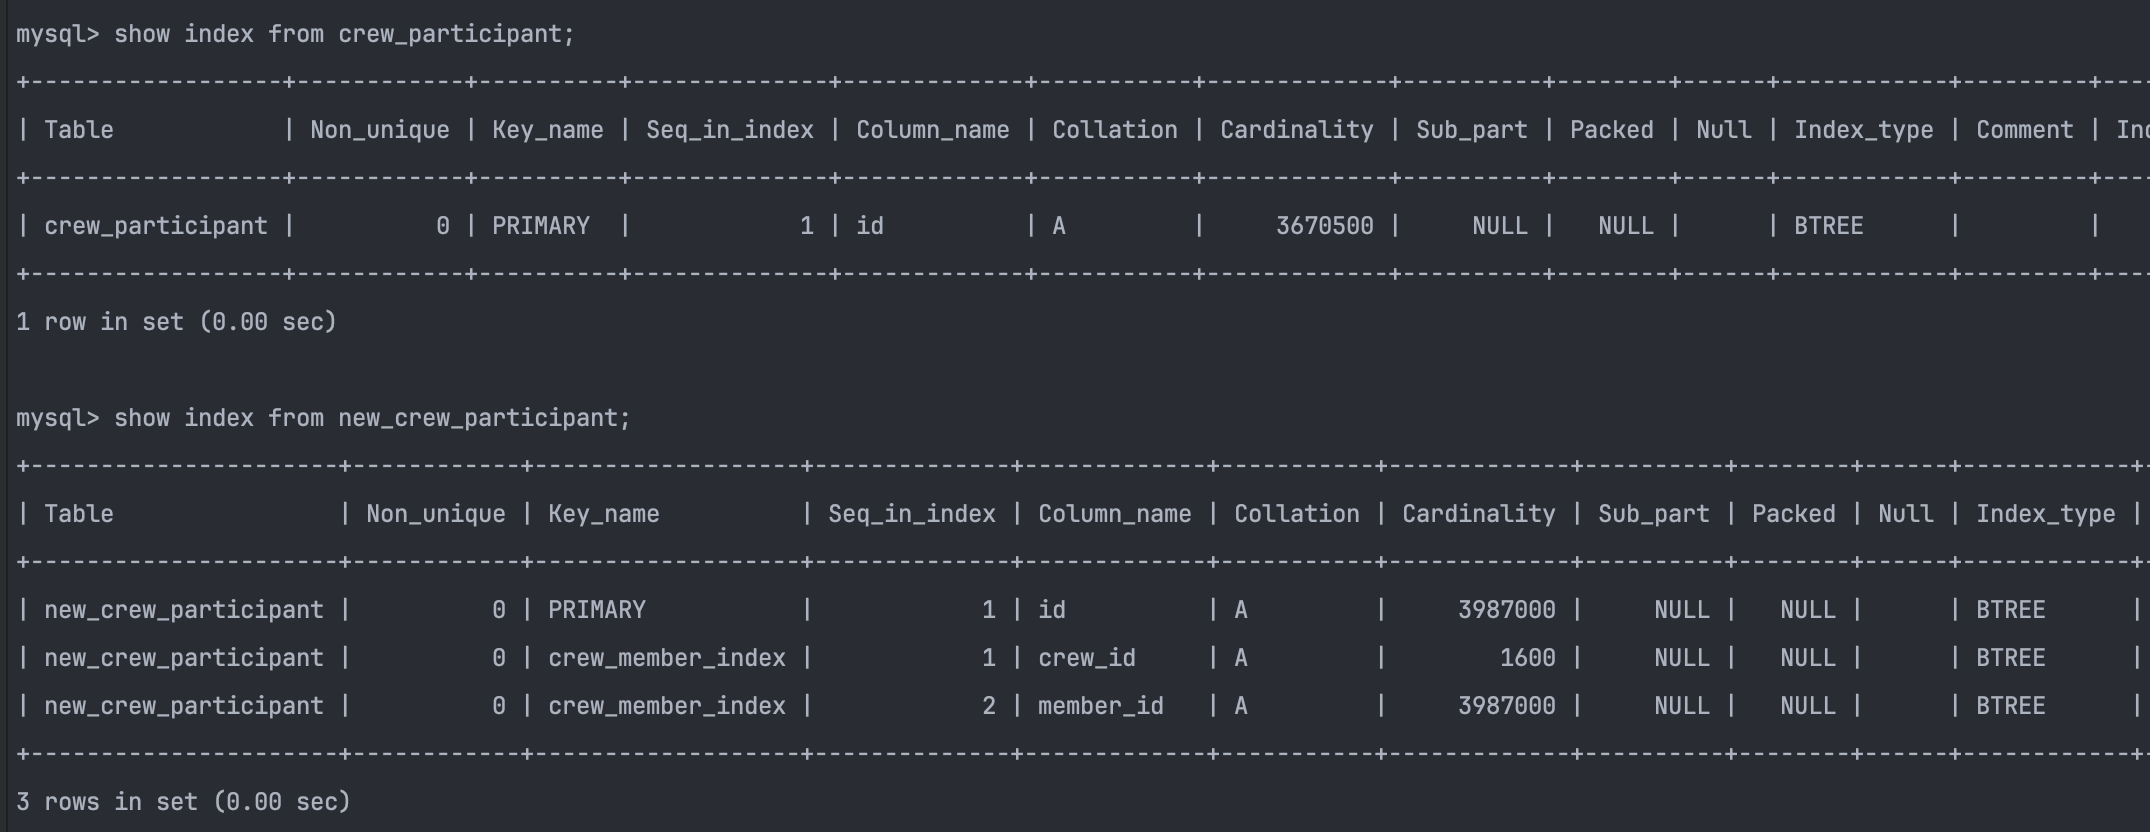 mysql> show index from crew_participant;
+------------------+------------+----------+--------------+-------------+-----------+-------------+----------+--------+------+------------+---------+----
| Table            | Non_unique | Key_name | Seq_in_index | Column_name | Collation | Cardinality | Sub_part | Packed | Null | Index_type | Comment | Ind
+------------------+------------+----------+--------------+-------------+-----------+-------------+----------+--------+------+------------+---------+----
| crew_participant |          0 | PRIMARY  |            1 | id          | A         |     3670500 |     NULL |   NULL |      | BTREE      |         |
+------------------+------------+----------+--------------+-------------+-----------+-------------+----------+--------+------+------------+---------+----
1 row in set (0.00 sec)
mysql> show index from new_crew_participant;
+----------------------+------------+-------------------+--------------+-------------+-----------+-------------+----------+--------+------+------------+-
| Table                | Non_unique | Key_name          | Seq_in_index | Column_name | Collation | Cardinality | Sub_part | Packed | Null | Index_type |
+----------------------+------------+-------------------+--------------+-------------+-----------+-------------+----------+--------+------+------------+-
| new_crew_participant |          0 | PRIMARY           |            1 | id          | A         |     3987000 |     NULL |   NULL |      | BTREE      |
| new_crew_participant |          0 | crew_member_index |            1 | crew_id     | A         |        1600 |     NULL |   NULL |      | BTREE      |
| new_crew_participant |          0 | crew_member_index |            2 | member_id   | A         |     3987000 |     NULL |   NULL |      | BTREE      |
+----------------------+------------+-------------------+--------------+-------------+-----------+-------------+----------+--------+------+------------+-
3 rows in set (0.00 sec)